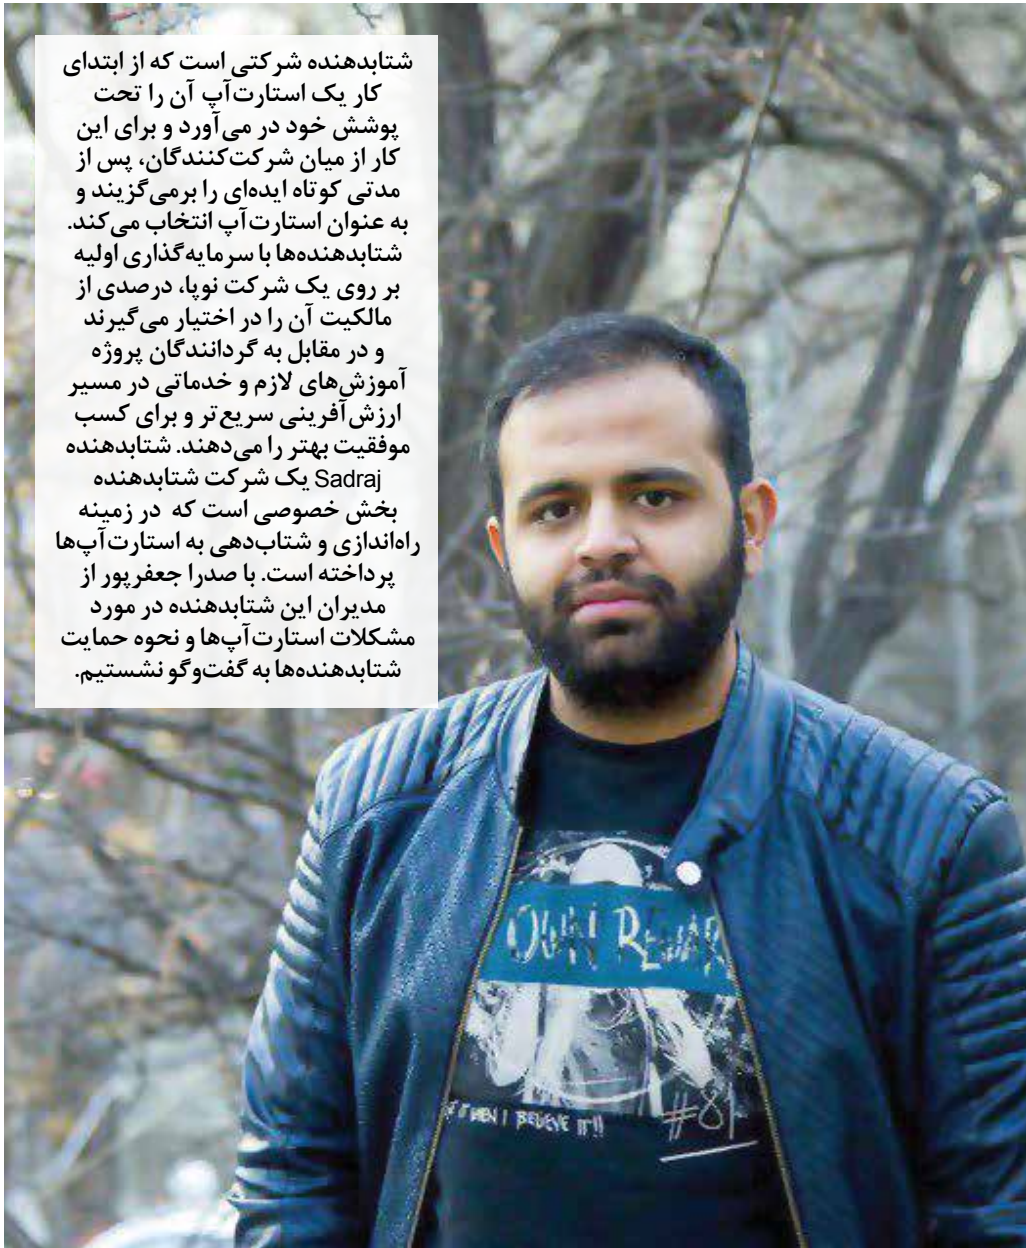 شتابدهنده شرکتی است که از ابتدای
کار یک استارت‌آپ آن را تحت
پوشش خود در می‌آورد و برای این
کار از میان شرکت‌کنندگان، پس از
مدتی کوتاه ایده‌ای را برمی‌گزیند و
به عنوان استارت‌آپ انتخاب می‌کند.
شتابدهنده‌ها با سرمایه‌گذاری اولیه
بر روی یک شرکت نوپا، درصدی از
مالکیت آن را در اختیار می‌گیرند
و در مقابل به گردانندگان پروژه
آموزش‌های لازم و خدماتی در مسیر
ارزش‌آفرینی سریع‌تر و برای کسب
موفقیت بهتر را می‌دهند. شتابدهنده
Sadraj یک شرکت شتابدهنده
بخش خصوصی است که در زمینه
راه‌اندازی و شتاب‌دهی به استارت‌آپ‌ها
پرداخته است. با صدرا جعفرپور از
مدیران این شتابدهنده در مورد
مشکلات استارت‌آپ‌ها و نحوه حمایت
شتابدهنده‌ها به گفت‌وگو نشستیم.
OWN REWAR
WHEN I BELIEVE IT!!
#81